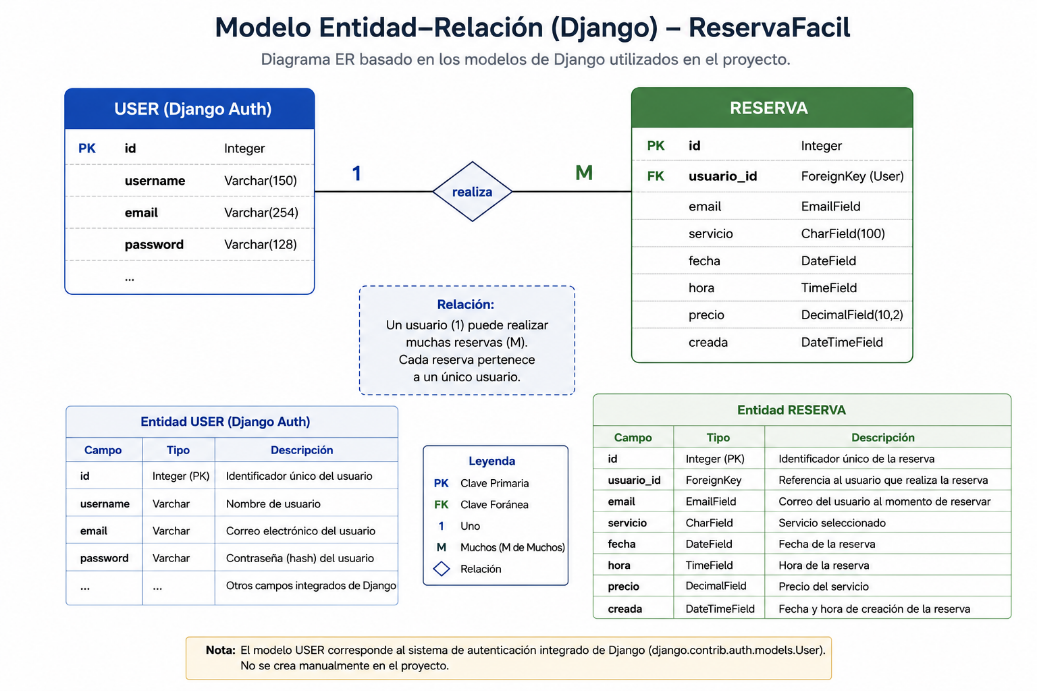 Modelo Entidad–Relación (Django) – ReservaFacil
Diagrama ER basado en los modelos de Django utilizados en el proyecto.
USER (Django Auth)
PK id Integer
username Varchar(150)
email Varchar(254)
password Varchar(128)
...
1
realiza
M
RESERVA
PK id Integer
FK usuario_id ForeignKey (User)
email EmailField
servicio CharField(100)
fecha DateField
hora TimeField
precio DecimalField(10,2)
creada DateTimeField
Relación:
Un usuario (1) puede realizar
muchas reservas (M).
Cada reserva pertenece
a un único usuario.
Entidad USER (Django Auth)
Campo Tipo Descripción
id Integer (PK) Identificador único del usuario
username Varchar Nombre de usuario
email Varchar Correo electrónico del usuario
password Varchar Contraseña (hash) del usuario
... ... Otros campos integrados de Django
Leyenda
PK Clave Primaria
FK Clave Foránea
1 Uno
M Muchos (M de Muchos)
Relación
Entidad RESERVA
Campo Tipo Descripción
id Integer (PK) Identificador único de la reserva
usuario_id ForeignKey Referencia al usuario que realiza la reserva
email EmailField Correo del usuario al momento de reservar
servicio CharField Servicio seleccionado
fecha DateField Fecha de la reserva
hora TimeField Hora de la reserva
precio DecimalField Precio del servicio
creada DateTimeField Fecha y hora de creación de la reserva
Nota: El modelo USER corresponde al sistema de autenticación integrado de Django (django.contrib.auth.models.User).
No se crea manualmente en el proyecto.